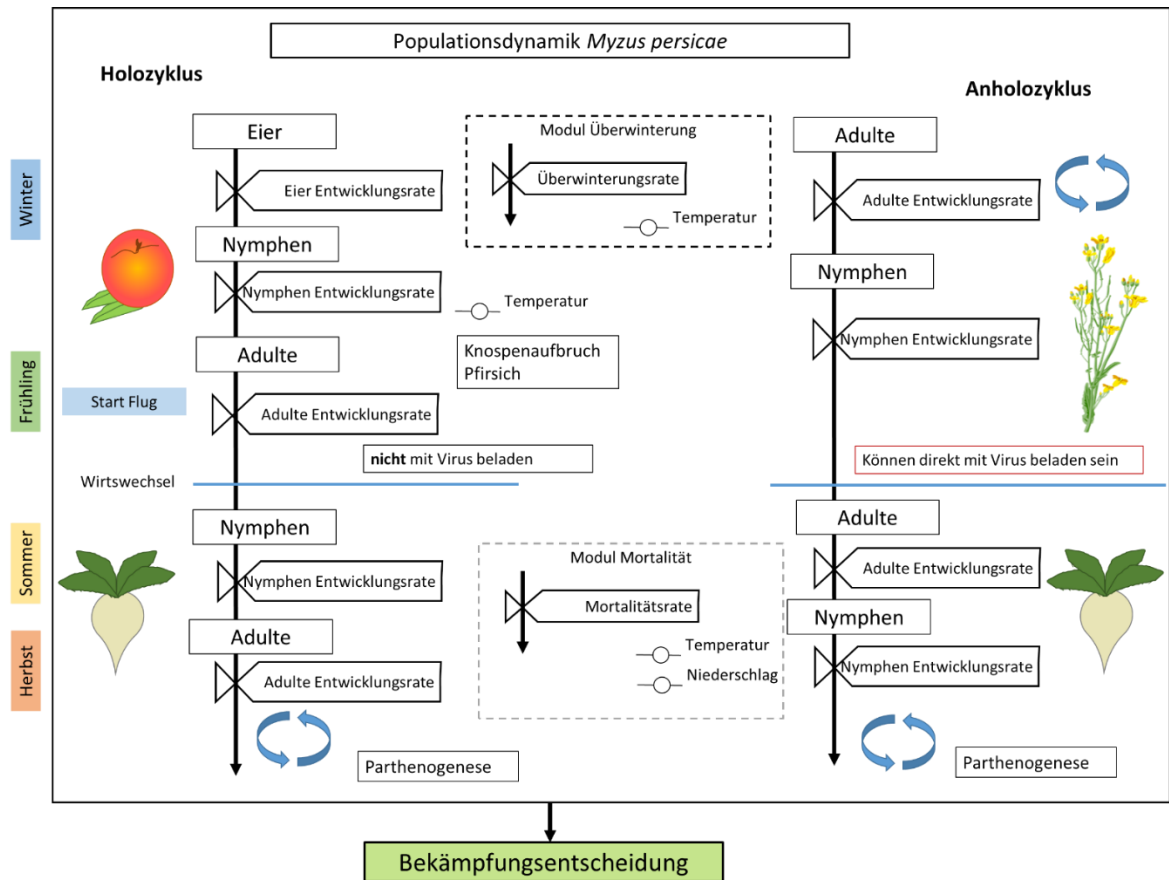 Populationsdynamik Myzus persicae
Holozyklus
Anholozyklus
Winter
Frühling
Sommer
Herbst
Eier
Eier Entwicklungsrate
Nymphen
Nymphen Entwicklungsrate
Adulte
Start Flug
Adulte Entwicklungsrate
nicht mit Virus beladen
Wirtswechsel
Nymphen
Nymphen Entwicklungsrate
Adulte
Adulte Entwicklungsrate
Parthenogenese
Modul Überwinterung
Überwinterungsrate
Temperatur
Temperatur
Knospenaufbruch
Pfirsich
Modul Mortalität
Mortalitätsrate
Temperatur
Niederschlag
Adulte
Adulte Entwicklungsrate
Nymphen
Nymphen Entwicklungsrate
Können direkt mit Virus beladen sein
Adulte
Adulte Entwicklungsrate
Nymphen
Nymphen Entwicklungsrate
Parthenogenese
Bekämpfungsentscheidung